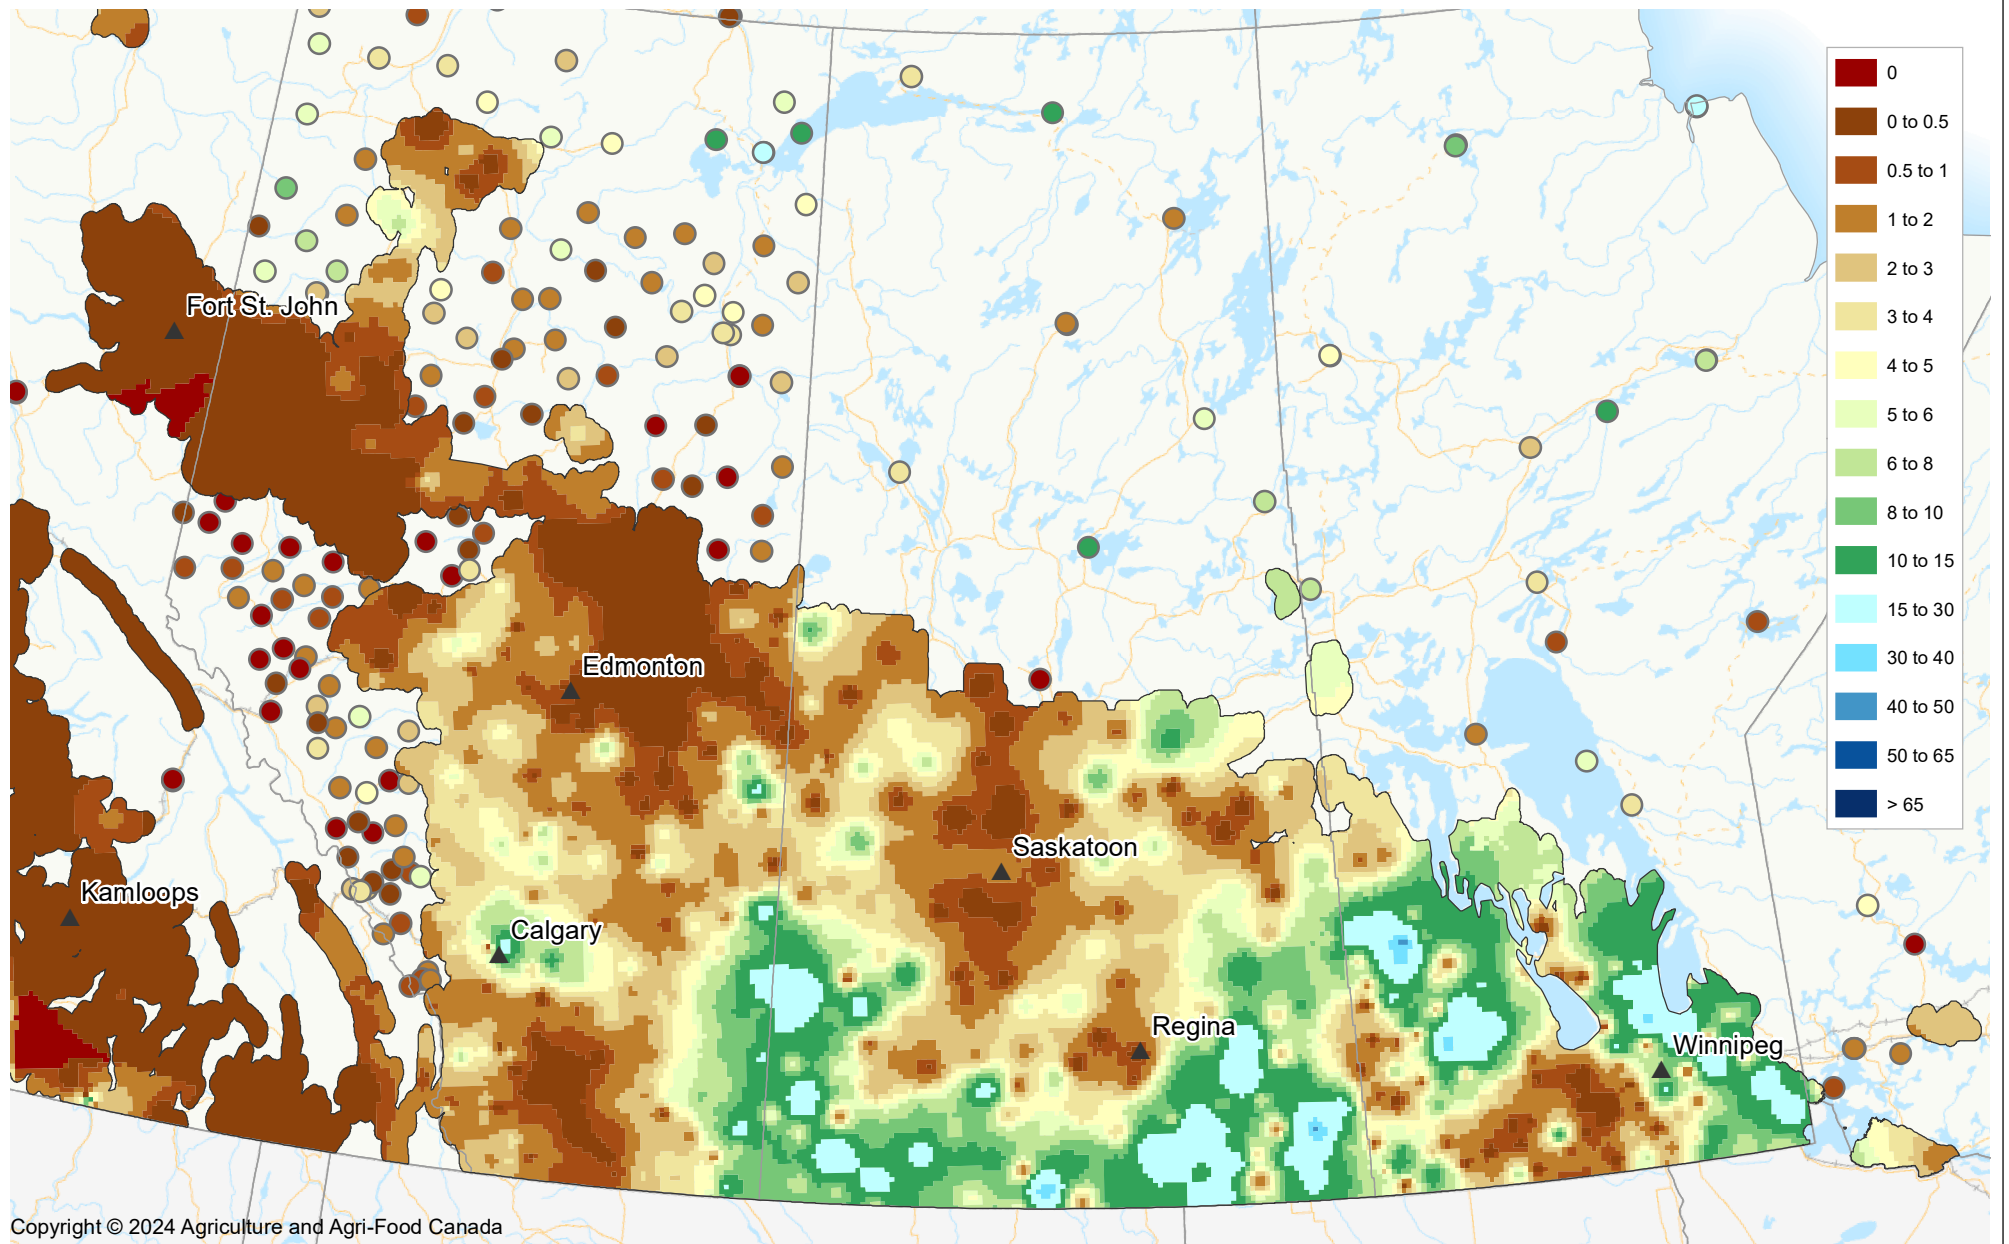 0
0 to 0.5
0.5 to 1
1 to 2
2 to 3
3 to 4
4 to 5
5 to 6
6 to 8
8 to 10
10 to 15
15 to 30
30 to 40
40 to 50
50 to 65
> 65
Fort St. John
Edmonton
Saskatoon
Kamloops
Calgary
Regina
Winnipeg
Copyright © 2024 Agriculture and Agri-Food Canada